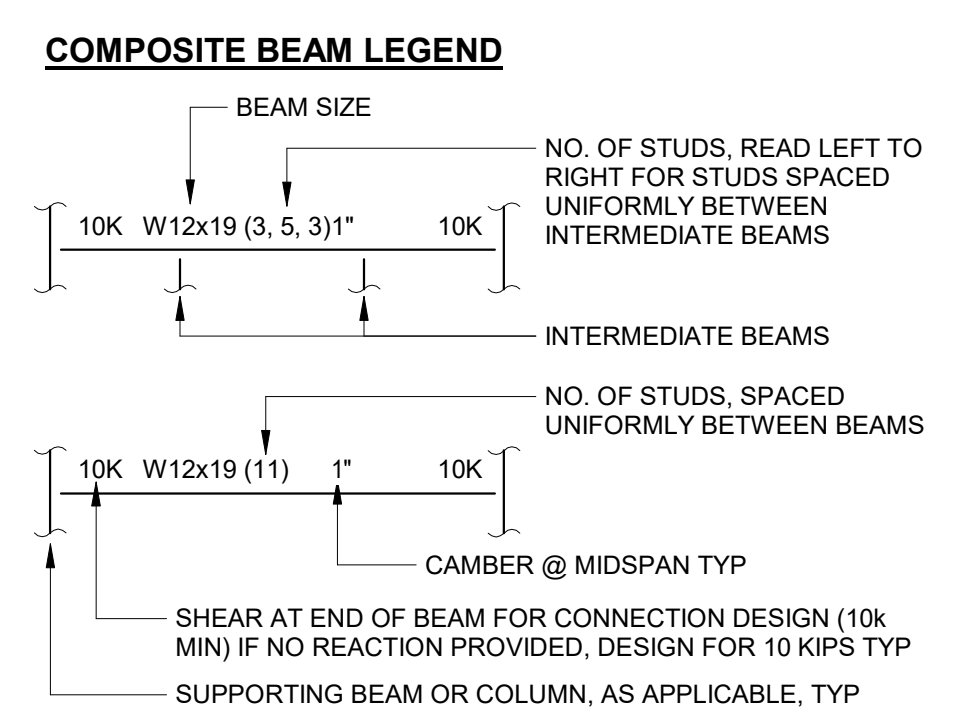 COMPOSITE BEAM LEGEND
BEAM SIZE
NO. OF STUDS, READ LEFT TO
RIGHT FOR STUDS SPACED
UNIFORMLY BETWEEN
INTERMEDIATE BEAMS
10K W12x19 (3, 5, 3)1" 10K
INTERMEDIATE BEAMS
NO. OF STUDS, SPACED
UNIFORMLY BETWEEN BEAMS
10K W12x19 (11) 1" 10K
CAMBER @ MIDSPAN TYP
SHEAR AT END OF BEAM FOR CONNECTION DESIGN (10k
MIN) IF NO REACTION PROVIDED, DESIGN FOR 10 KIPS TYP
SUPPORTING BEAM OR COLUMN, AS APPLICABLE, TYP